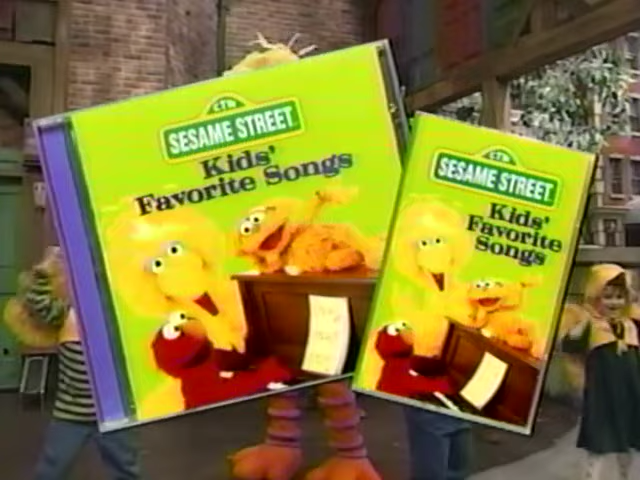 CTW
SESAME STREET
Kids'
Favorite Songs
CTW
SESAME STREET
Kids'
Favorite
Songs